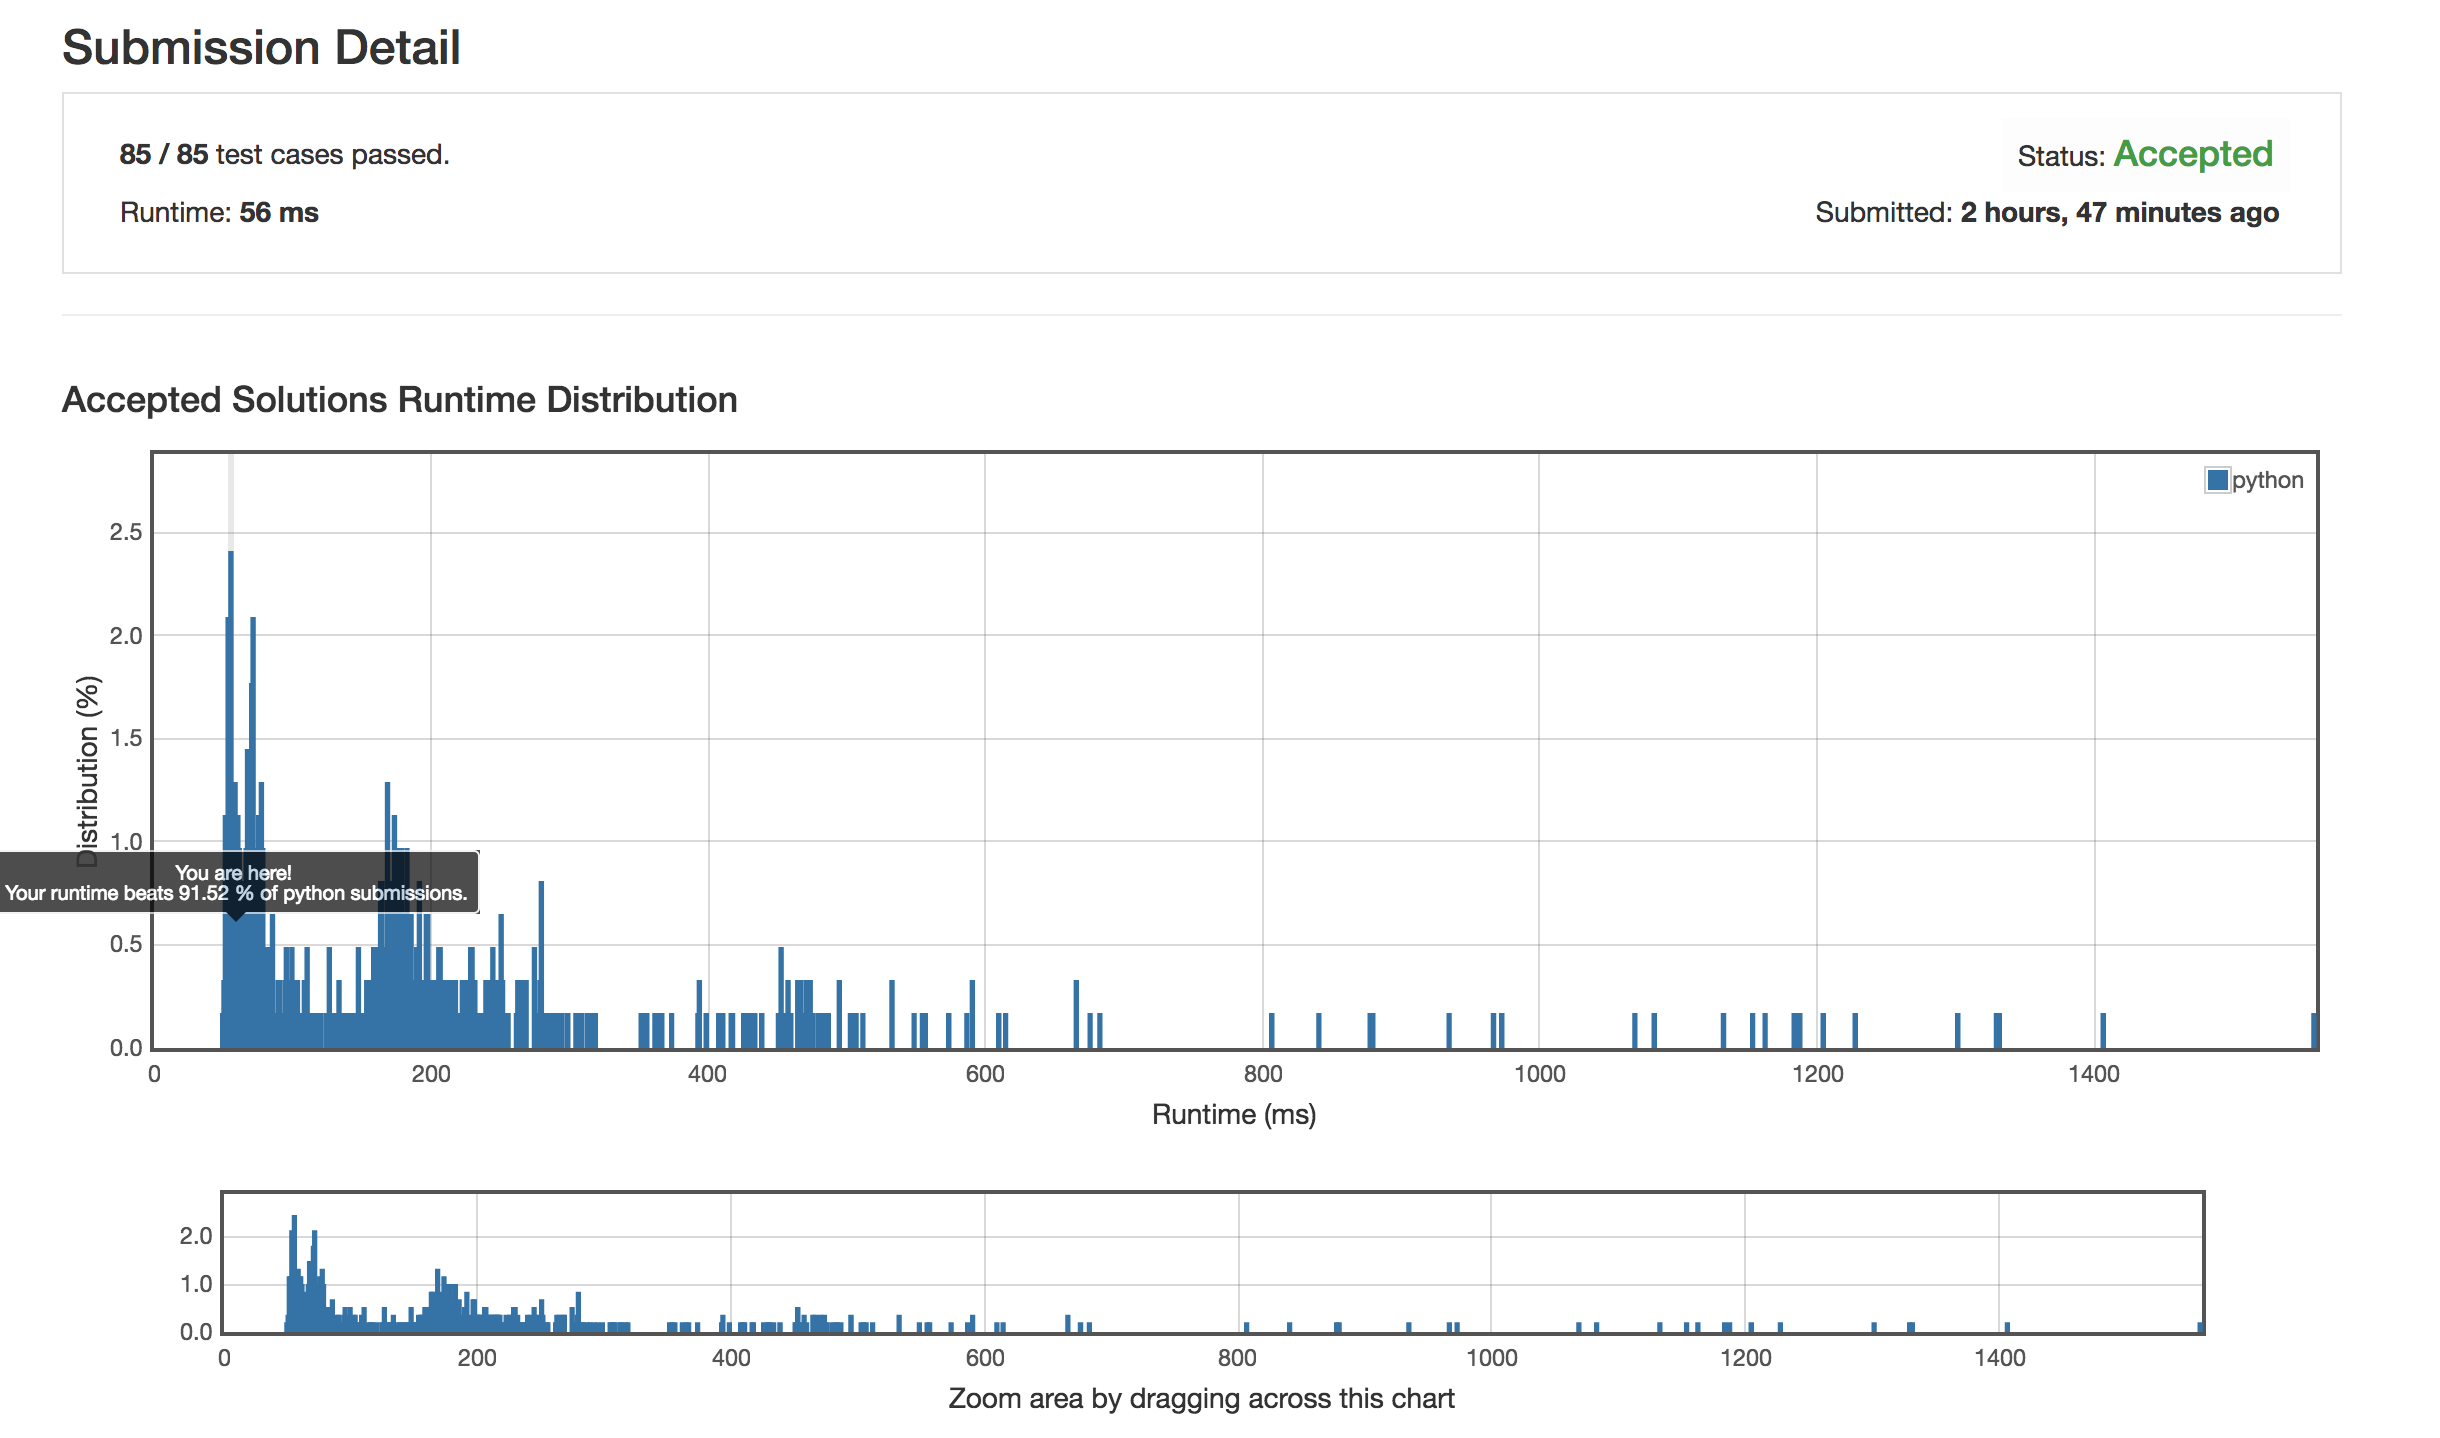 Submission Detail
85 / 85 test cases passed.
Status: Accepted
Runtime: 56 ms
Submitted: 2 hours, 47 minutes ago
Accepted Solutions Runtime Distribution
python
2.5
2.0
1.5
1.0
0.5
0.0
Distribution (%)
You are here!
Your runtime beats 91.52 % of python submissions.
0 200 400 600 800 1000 1200 1400
Runtime (ms)
2.0
1.0
0.0
0 200 400 600 800 1000 1200 1400
Zoom area by dragging across this chart